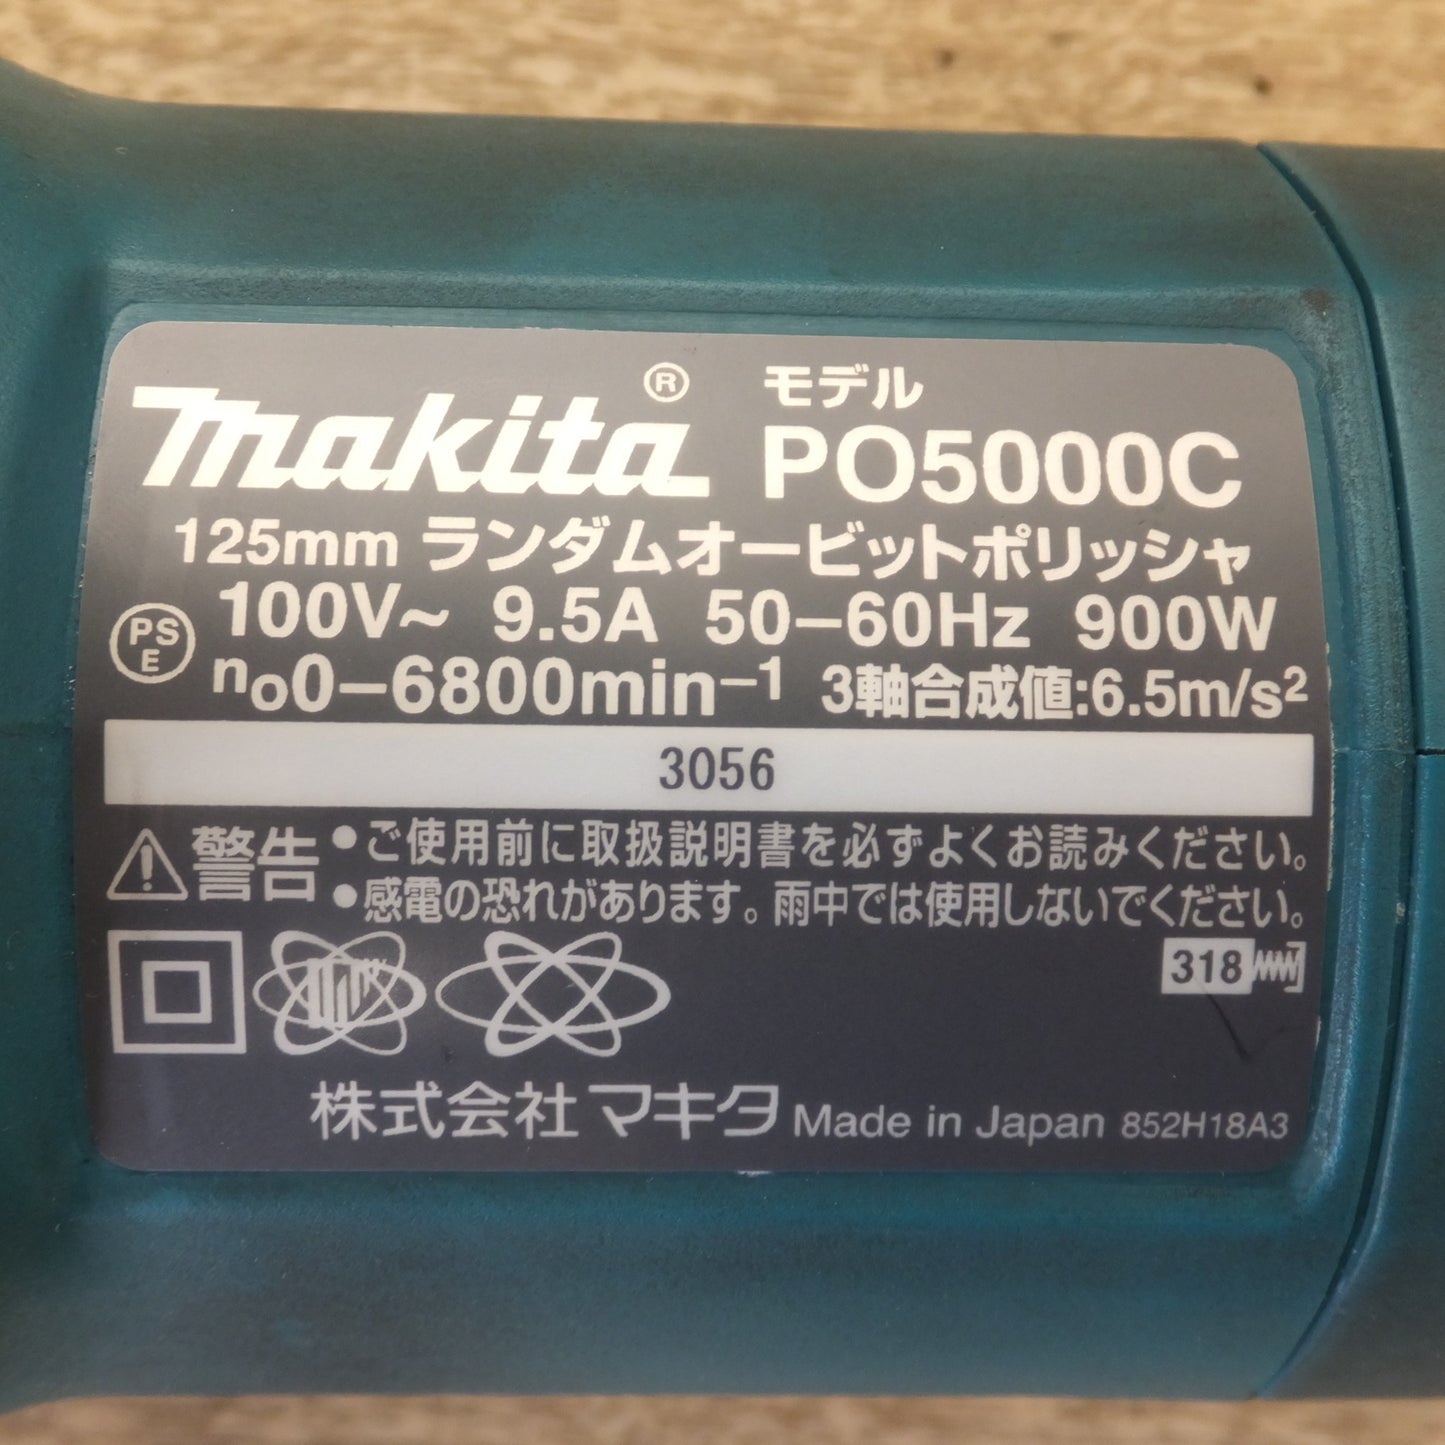 makita®
モデル
PO5000C
125mm ランダムオービットポリッシャ
PS
E
100V~ 9.5A 50-60Hz 900W
no0-6800min-1 3軸合成値:6.5m/s²
3056
警告 ●ご使用前に取扱説明書を必ずよくお読みください。
●感電の恐れがあります。雨中では使用しないでください。
318
株式会社マキタ Made in Japan 852H18A3